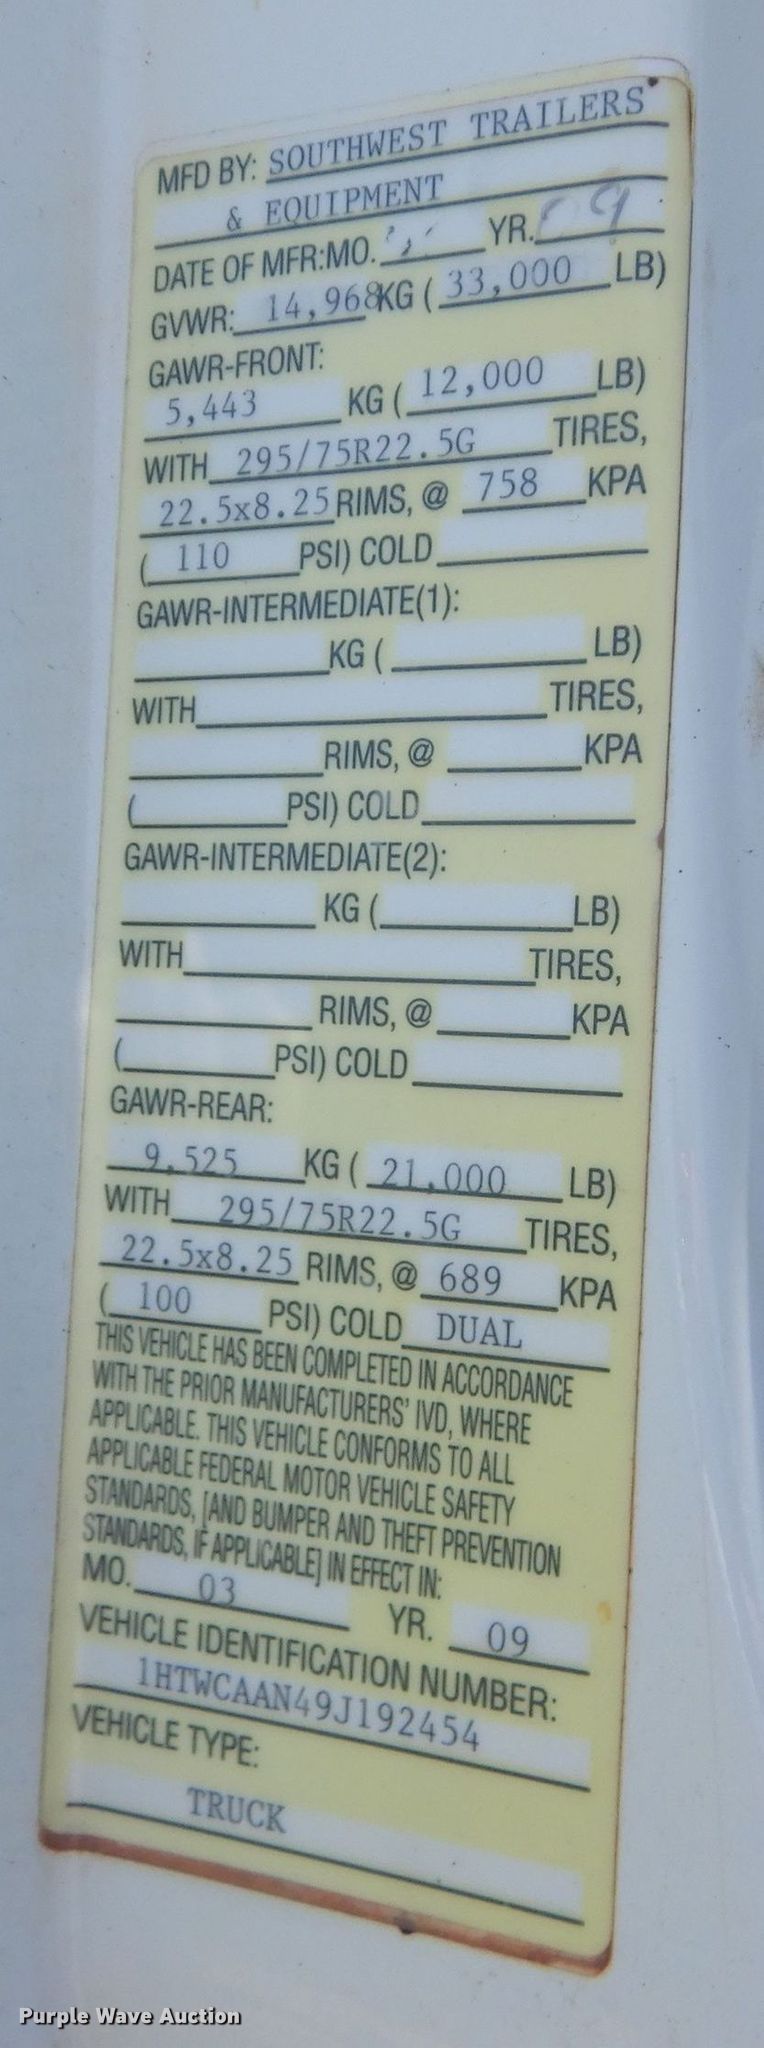 MFD BY: SOUTHWEST TRAILERS
& EQUIPMENT
DATE OF MFR:MO. YR. 09
GVWR: 14,968 KG ( 33,000 LB)
GAWR-FRONT:
5,443 KG ( 12,000 LB)
WITH 295/75R22.5G TIRES,
22.5x8.25 RIMS, @ 758 KPA
( 110 PSI) COLD
GAWR-INTERMEDIATE(1):
KG ( LB)
WITH TIRES,
RIMS, @ KPA
( PSI) COLD
GAWR-INTERMEDIATE(2):
KG ( LB)
WITH TIRES,
RIMS, @ KPA
( PSI) COLD
GAWR-REAR:
9,525 KG ( 21,000 LB)
WITH 295/75R22.5G TIRES,
22.5x8.25 RIMS, @ 689 KPA
( 100 PSI) COLD DUAL
THIS VEHICLE HAS BEEN COMPLETED IN ACCORDANCE
WITH THE PRIOR MANUFACTURERS' IVD, WHERE
APPLICABLE. THIS VEHICLE CONFORMS TO ALL
APPLICABLE FEDERAL MOTOR VEHICLE SAFETY
STANDARDS, [AND BUMPER AND THEFT PREVENTION
STANDARDS, IF APPLICABLE] IN EFFECT IN:
MO. 03 YR. 09
VEHICLE IDENTIFICATION NUMBER:
1HTWCAAN49J192454
VEHICLE TYPE:
TRUCK
Purple Wave Auction